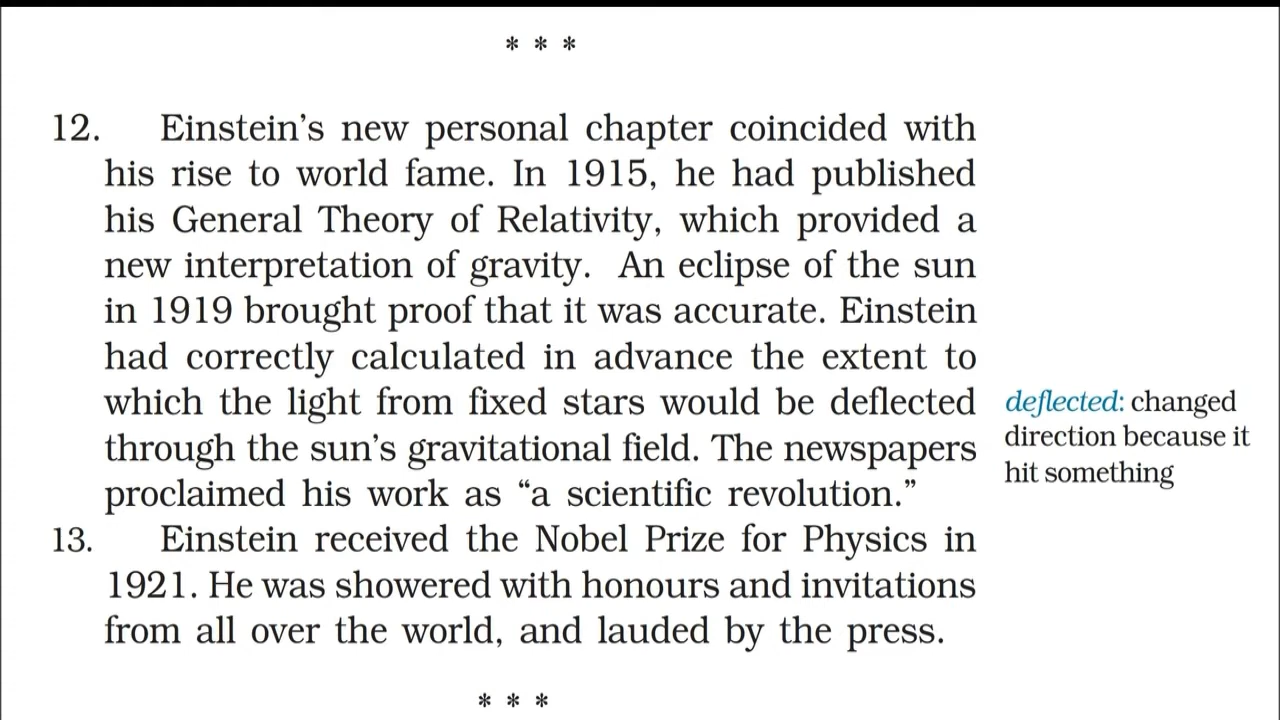 * * *
12. Einstein’s new personal chapter coincided with
his rise to world fame. In 1915, he had published
his General Theory of Relativity, which provided a
new interpretation of gravity. An eclipse of the sun
in 1919 brought proof that it was accurate. Einstein
had correctly calculated in advance the extent to
which the light from fixed stars would be deflected
through the sun’s gravitational field. The newspapers
proclaimed his work as “a scientific revolution.”
deflected: changed
direction because it
hit something
13. Einstein received the Nobel Prize for Physics in
1921. He was showered with honours and invitations
from all over the world, and lauded by the press.
* * *